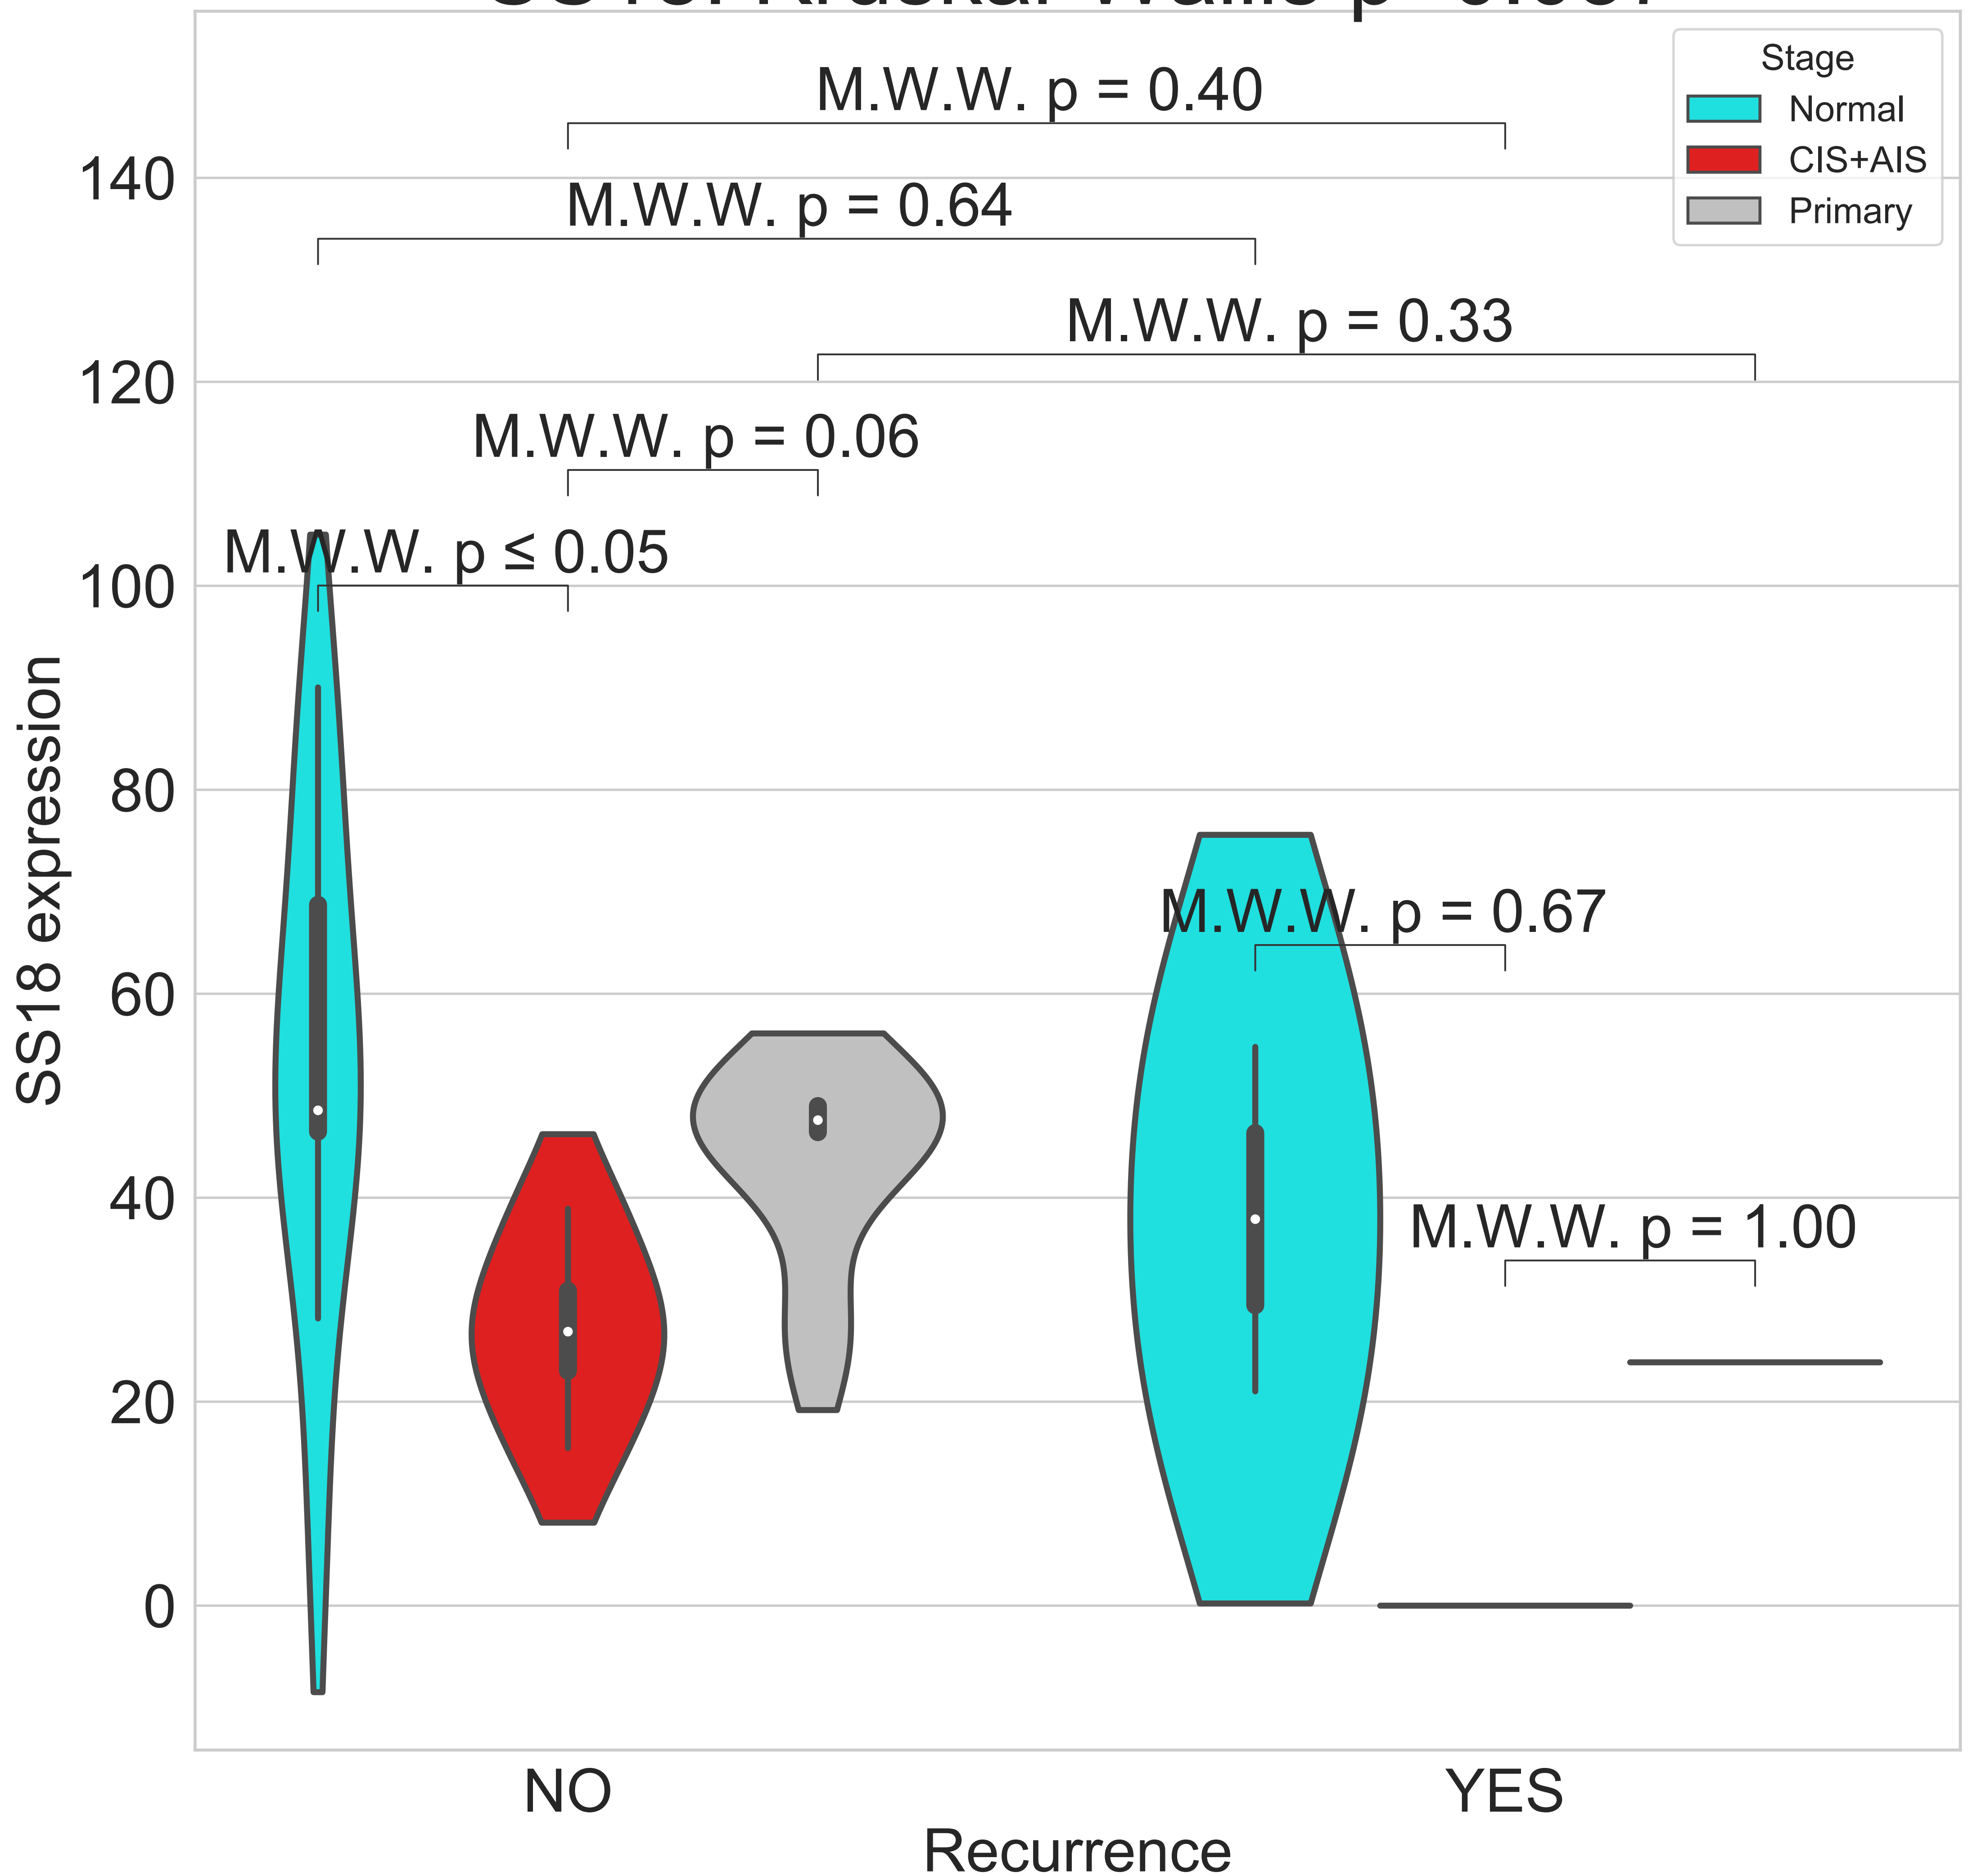 Stage
Normal
CIS+AIS
Primary
M.W.W. p = 0.40
M.W.W. p = 0.64
M.W.W. p = 0.33
M.W.W. p = 0.06
M.W.W. p ≤ 0.05
M.W.W. p = 0.67
M.W.W. p = 1.00
140
120
100
80
60
40
20
0
SS18 expression
NO
YES
Recurrence